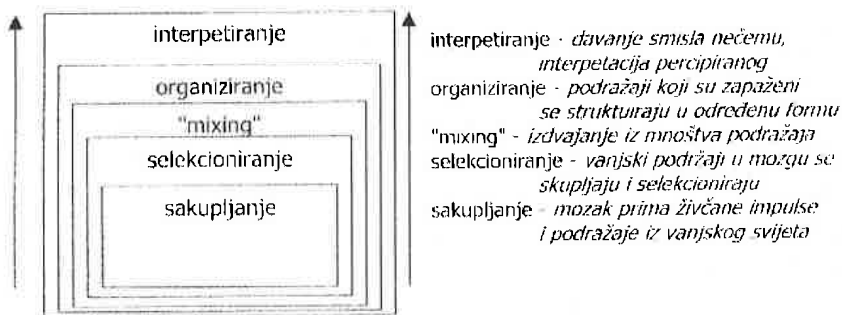 interpetiranje
organiziranje
"mixing"
selekcioniranje
sakupljanje
interpetiranje - davanje smisla nečemu,
interpetacija percipiranog
organiziranje - podražaji koji su zapaženi
se struktuiraju u određenu formu
"mixing" - izdvajanje iz mnoštva podražaja
selekcioniranje - vanjski podržaji u mozgu se
skupljaju i selekcioniraju
sakupljanje - mozak prima živčane impulse
i podražaje iz vanjskog svijeta